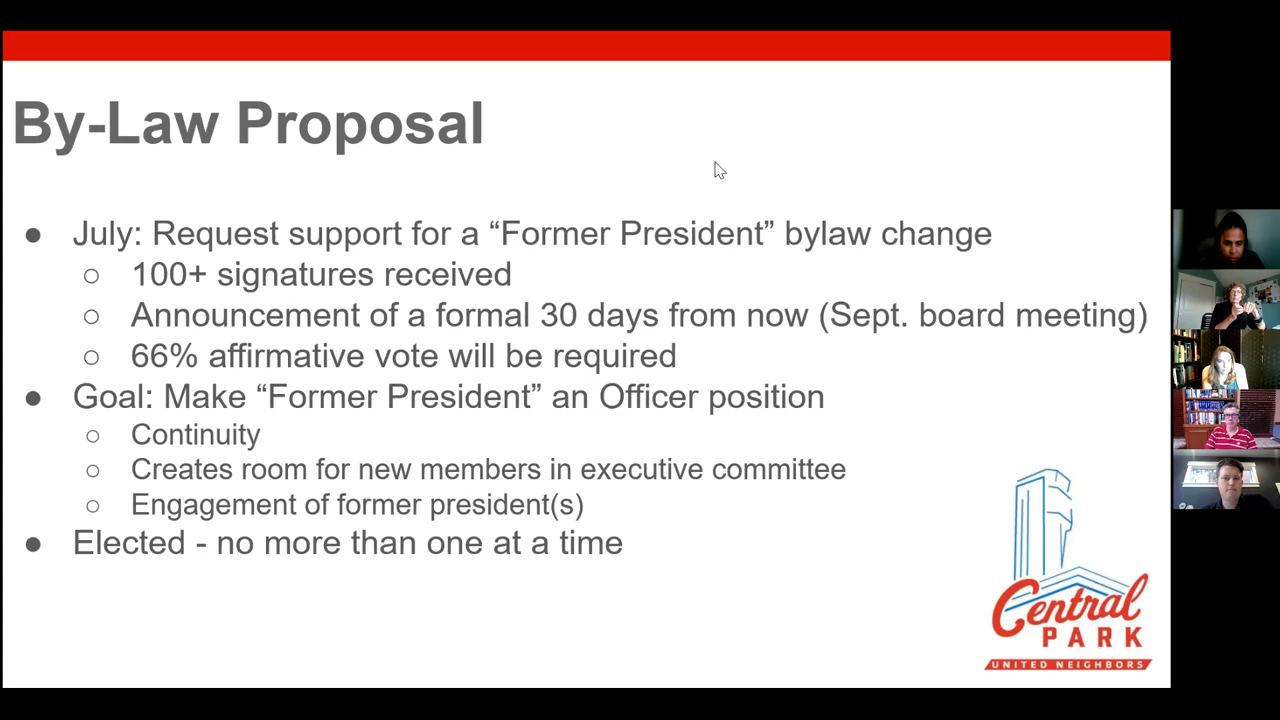 By-Law Proposal
● July: Request support for a “Former President” bylaw change
○ 100+ signatures received
○ Announcement of a formal 30 days from now (Sept. board meeting)
○ 66% affirmative vote will be required
● Goal: Make “Former President” an Officer position
○ Continuity
○ Creates room for new members in executive committee
○ Engagement of former president(s)
● Elected - no more than one at a time
Central
PARK
UNITED NEIGHBORS